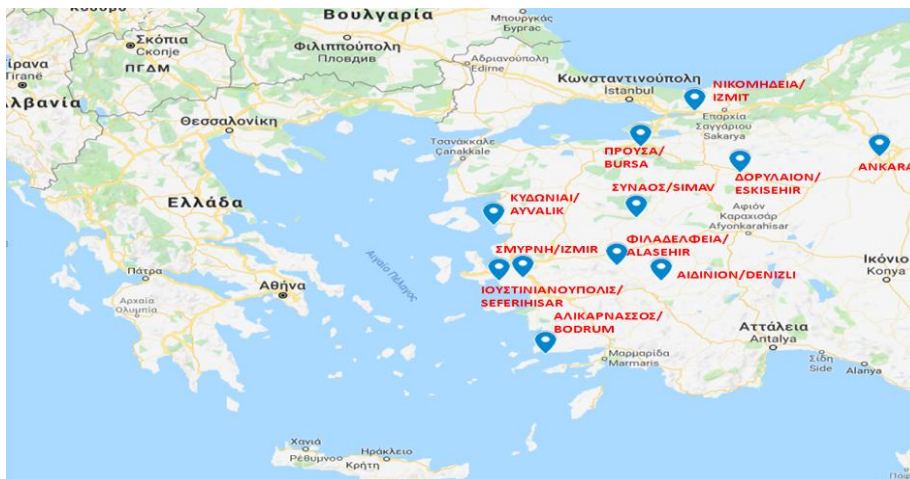 Βουλγαρία
Μπουργκάς
Бургас
Σκόπια
Скопје
ΠΓΔΜ
Φιλιππούπολη
Пловдив
Αδριανούπολη
Edirne
Κωνσταντινούπολη
İstanbul
ΝΙΚΟΜΗΔΕΙΑ/
IZMIT
Επαρχία
Σαγγάριου
Sakarya
Τίρανα
Tiranë
Αλβανία
Θεσσαλονίκη
Τσανάκκαλε
Çanakkale
ΠΡΟΥΣΑ/
BURSA
ANKARA
ΔΟΡΥΛΑΙΟΝ/
ESKISEHIR
ΣΥΝΑΟΣ/SIMAV
Ελλάδα
ΚΥΔΩΝΙΑΙ/
AYVALIK
Αφιόν
Καραχισάρ
Afyonkarahisar
ΦΙΛΑΔΕΛΦΕΙΑ/
ALASEHIR
ΣΜΥΡΝΗ/IZMIR
Αιγαίο Πέλαγος
Ικόνιο
Konya
Πάτρα
Αθήνα
ΑΙΔΙΝΙΟΝ/DENIZLI
ΙΟΥΣΤΙΝΙΑΝΟΥΠΟΛΙΣ/
SEFERIHISAR
Αρχαία
Ολυμπία
ΑΛΙΚΑΡΝΑΣΣΟΣ/
BODRUM
Αττάλεια
Antalya
Μαρμαρίδα
Marmaris
Σίδη
Side
Alanya
Χανιά
Ρέθυμνο
Ηράκλειο
Κρήτη